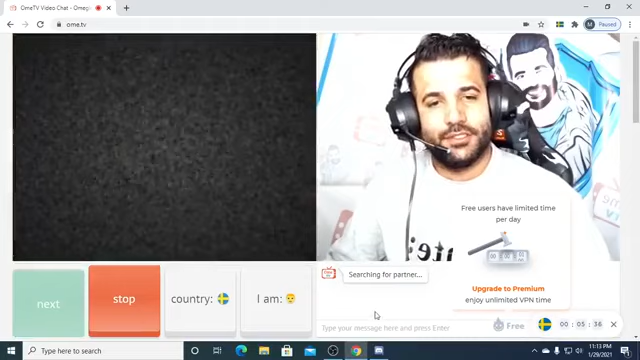 OmeTV Video Chat - Omegl
ome.tv
Paused
Free users have limited time
per day
Upgrade to Premium
enjoy unlimited VPN time
Searching for partner...
next
stop
country:
I am:
Type your message here and press Enter
Free
00 : 05 : 36
Type here to search
11:13 PM
1/29/2021